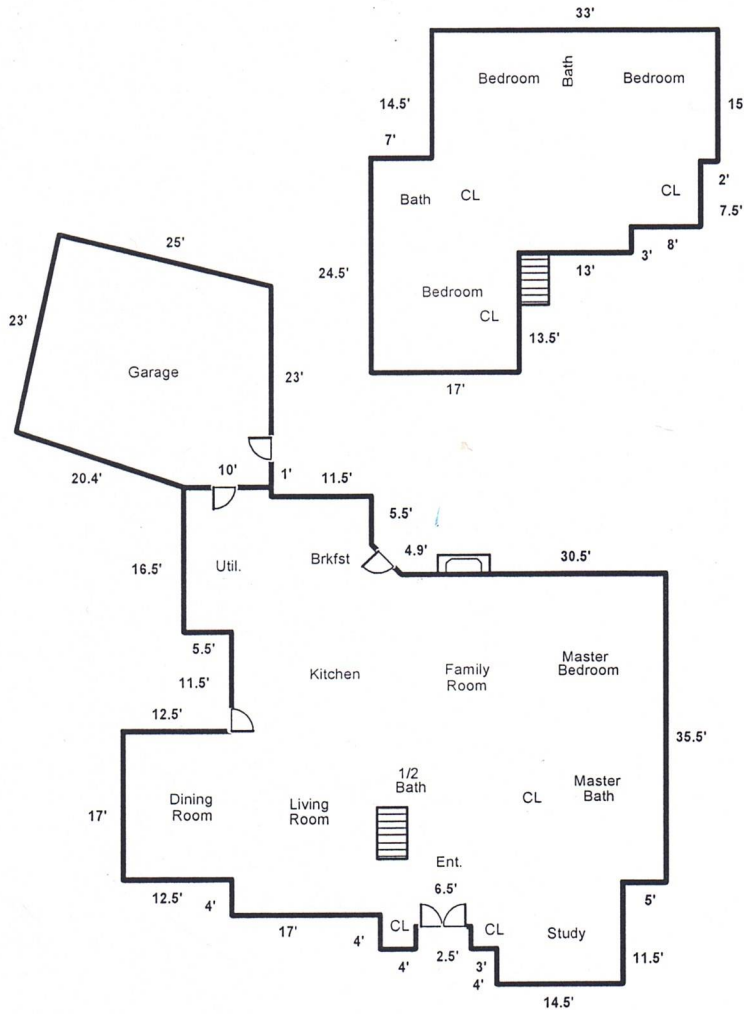 33'
Bedroom
Bath
Bedroom
14.5'
15
7'
2'
Bath
CL
CL
7.5'
8'
3'
13'
24.5'
Bedroom
CL
13.5'
17'
25'
23'
Garage
23'
20.4'
10'
1'
11.5'
5.5'
4.9'
30.5'
16.5'
Util.
Brkfst
5.5'
11.5'
Kitchen
Family
Room
Master
Bedroom
12.5'
35.5'
17'
Dining
Room
Living
Room
1/2
Bath
CL
Master
Bath
Ent.
6.5'
12.5'
4'
5'
17'
4'
CL
CL
Study
4'
2.5'
3'
4'
11.5'
14.5'